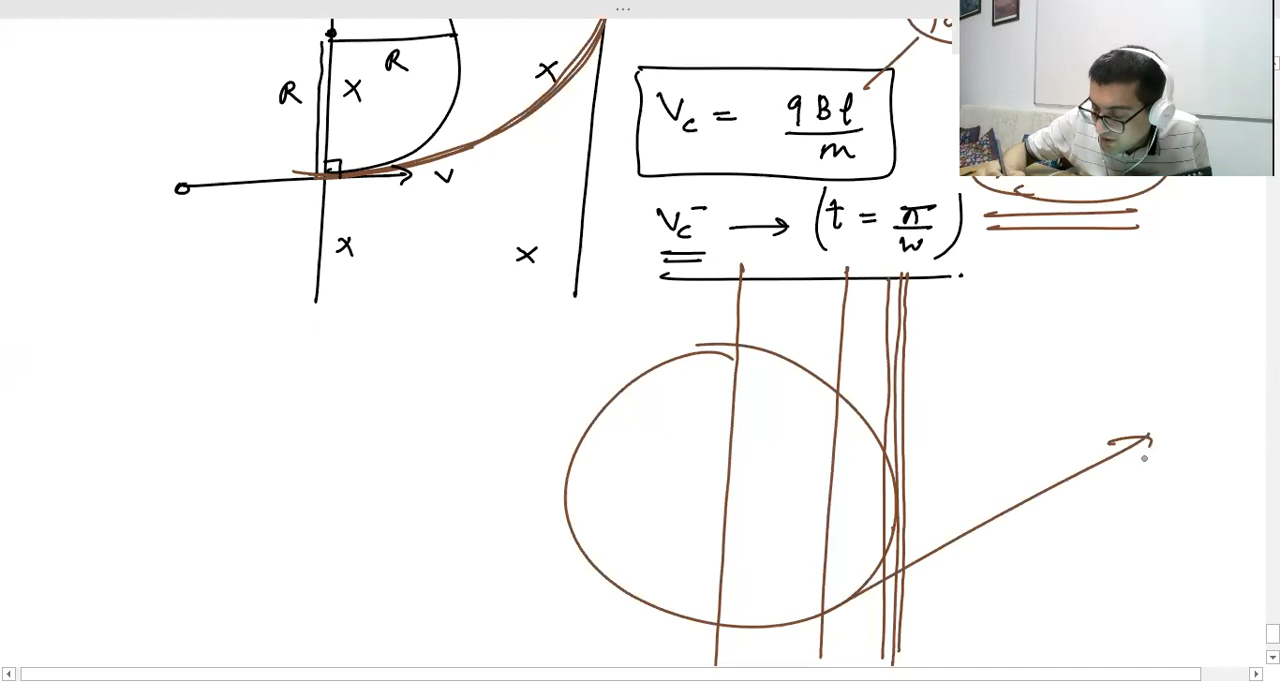 R
R X X
V
X X
V_c = qBl/m
V_c^- → (t = π/ω)